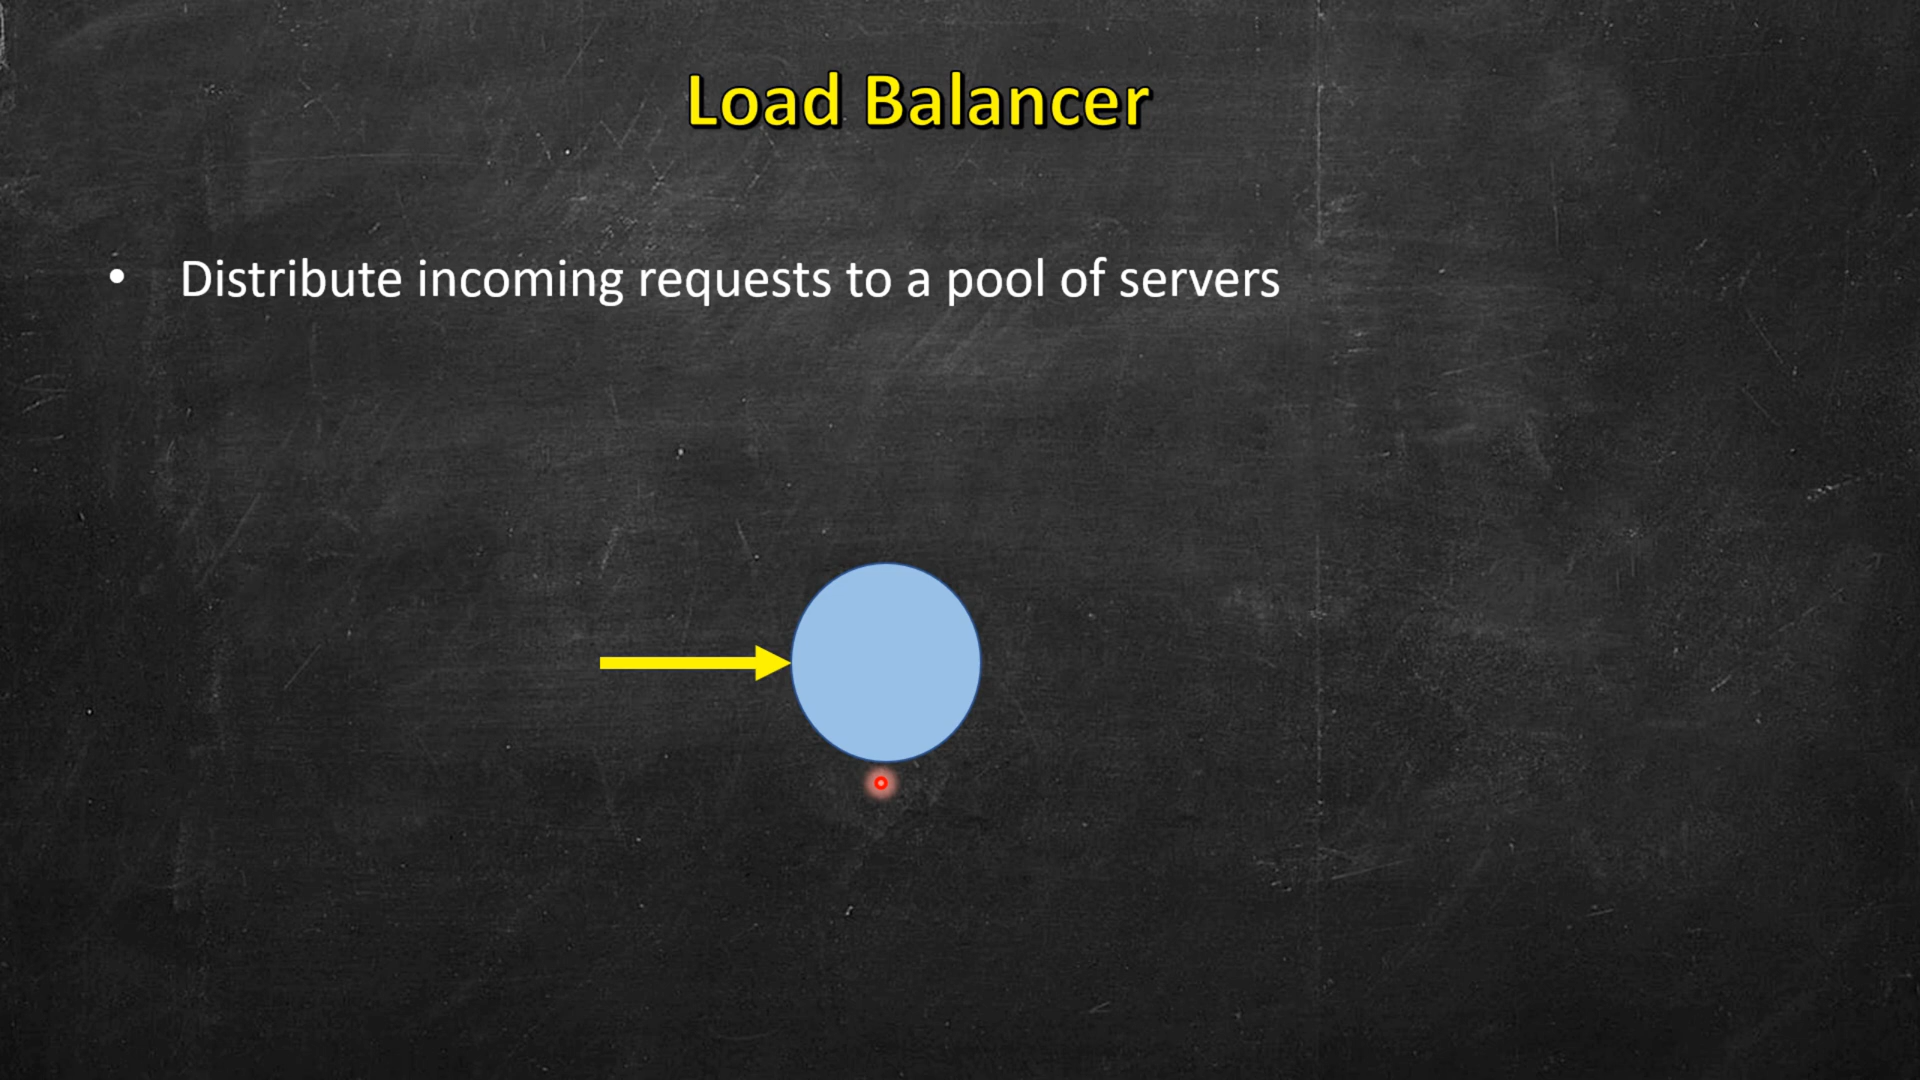 Load Balancer
• Distribute incoming requests to a pool of servers